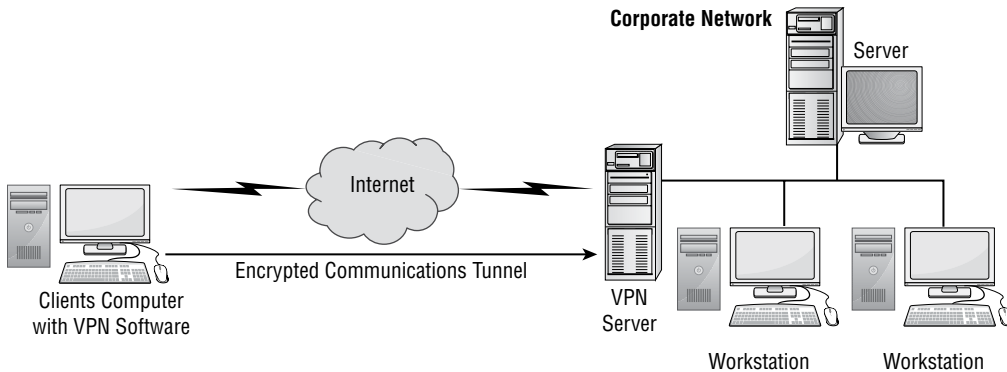 Corporate Network
Server
Internet
Encrypted Communications Tunnel
Clients Computer
with VPN Software
VPN
Server
Workstation
Workstation